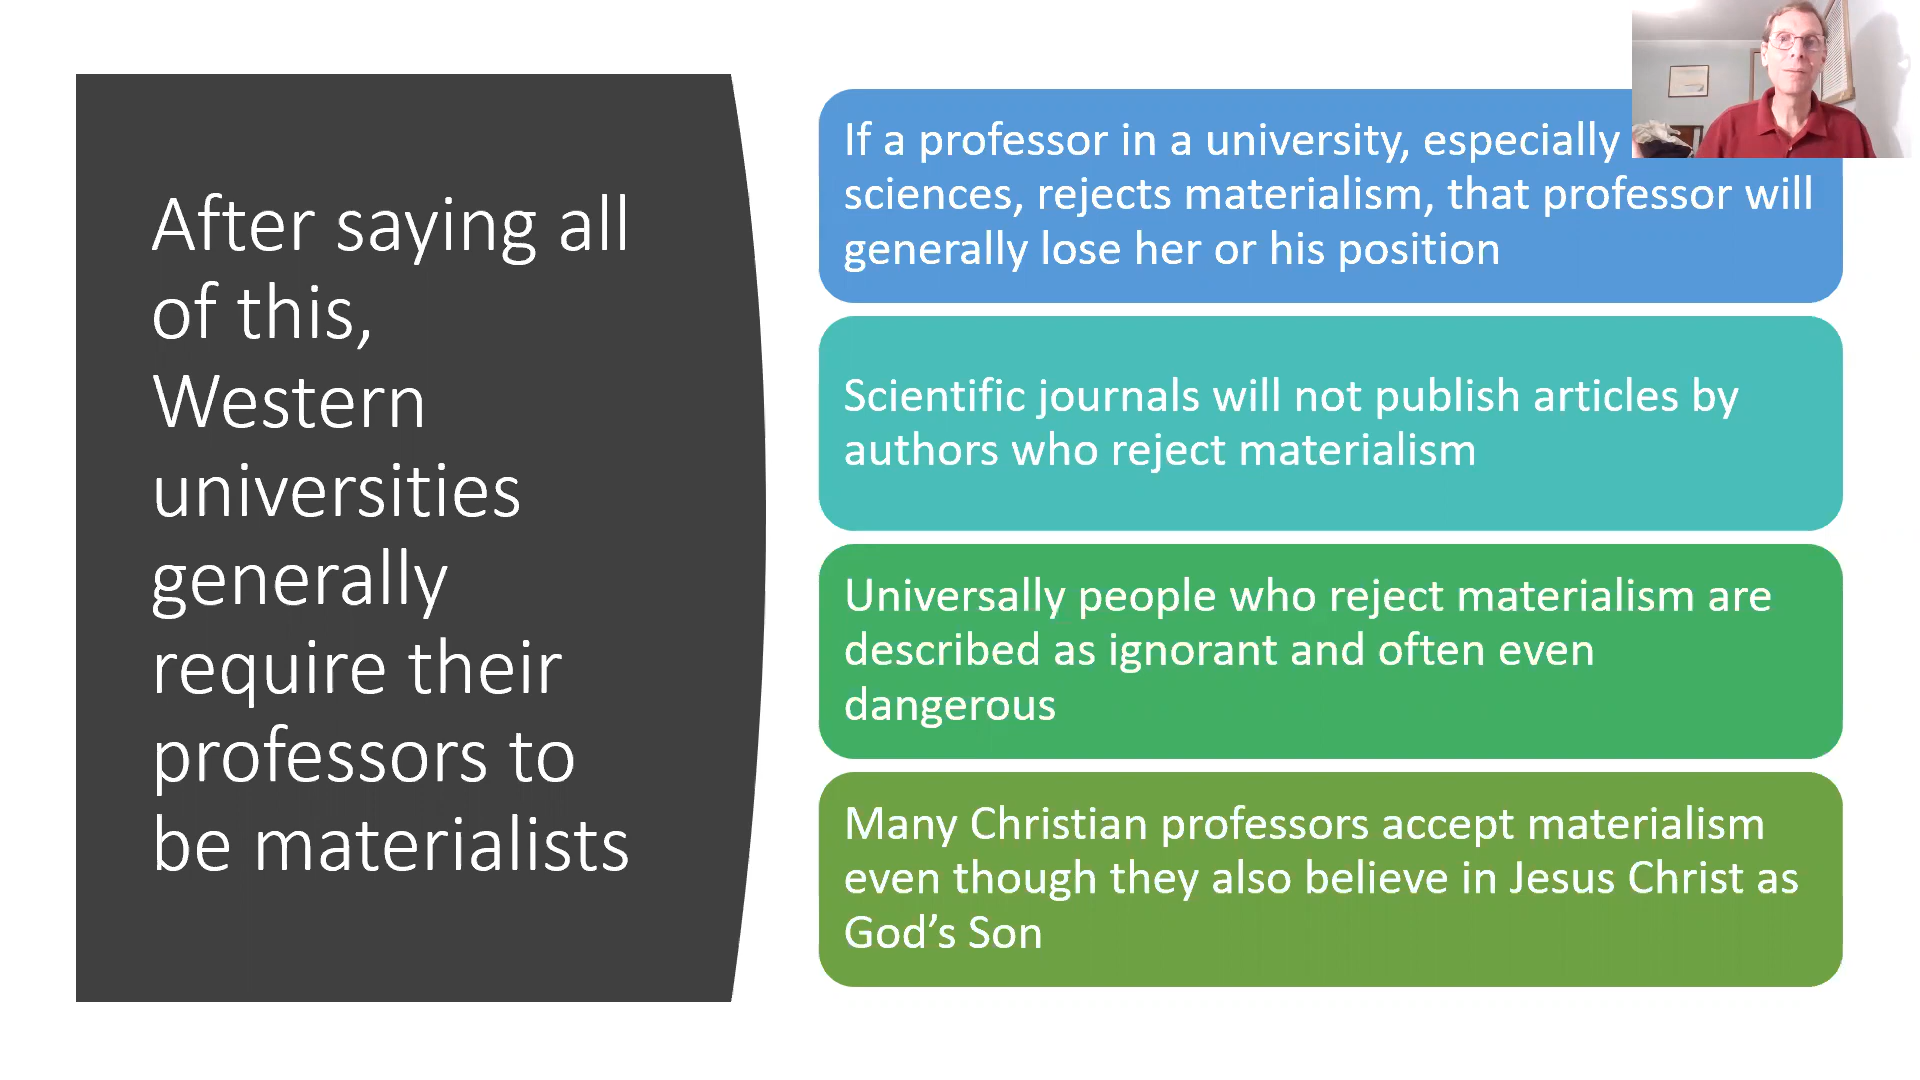 After saying all
of this,
Western
universities
generally
require their
professors to
be materialists
If a professor in a university, especially
sciences, rejects materialism, that professor will
generally lose her or his position
Scientific journals will not publish articles by
authors who reject materialism
Universally people who reject materialism are
described as ignorant and often even
dangerous
Many Christian professors accept materialism
even though they also believe in Jesus Christ as
God’s Son